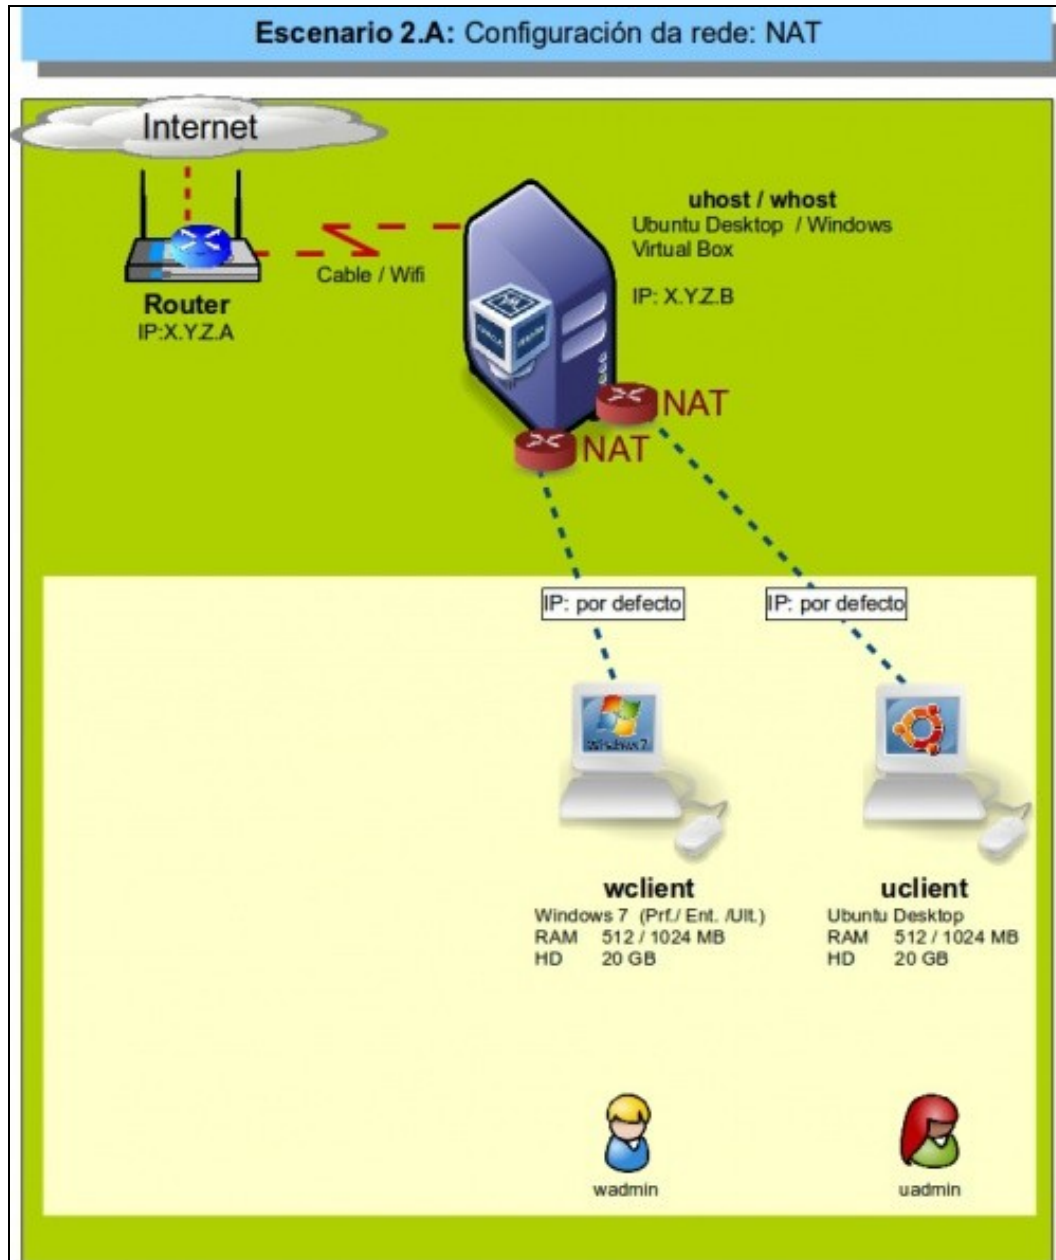 Escenario 2.A: Configuración da rede: NAT
Internet
Cable / Wifi
Router
IP:X.Y.Z.A
uhost / whost
Ubuntu Desktop / Windows
Virtual Box
IP: X.Y.Z.B
NAT
NAT
IP: por defecto
IP: por defecto
Windows 7
wclient
Windows 7 (Prf./ Ent. /Ult.)
RAM 512 / 1024 MB
HD 20 GB
uclient
Ubuntu Desktop
RAM 512 / 1024 MB
HD 20 GB
wadmin
uadmin